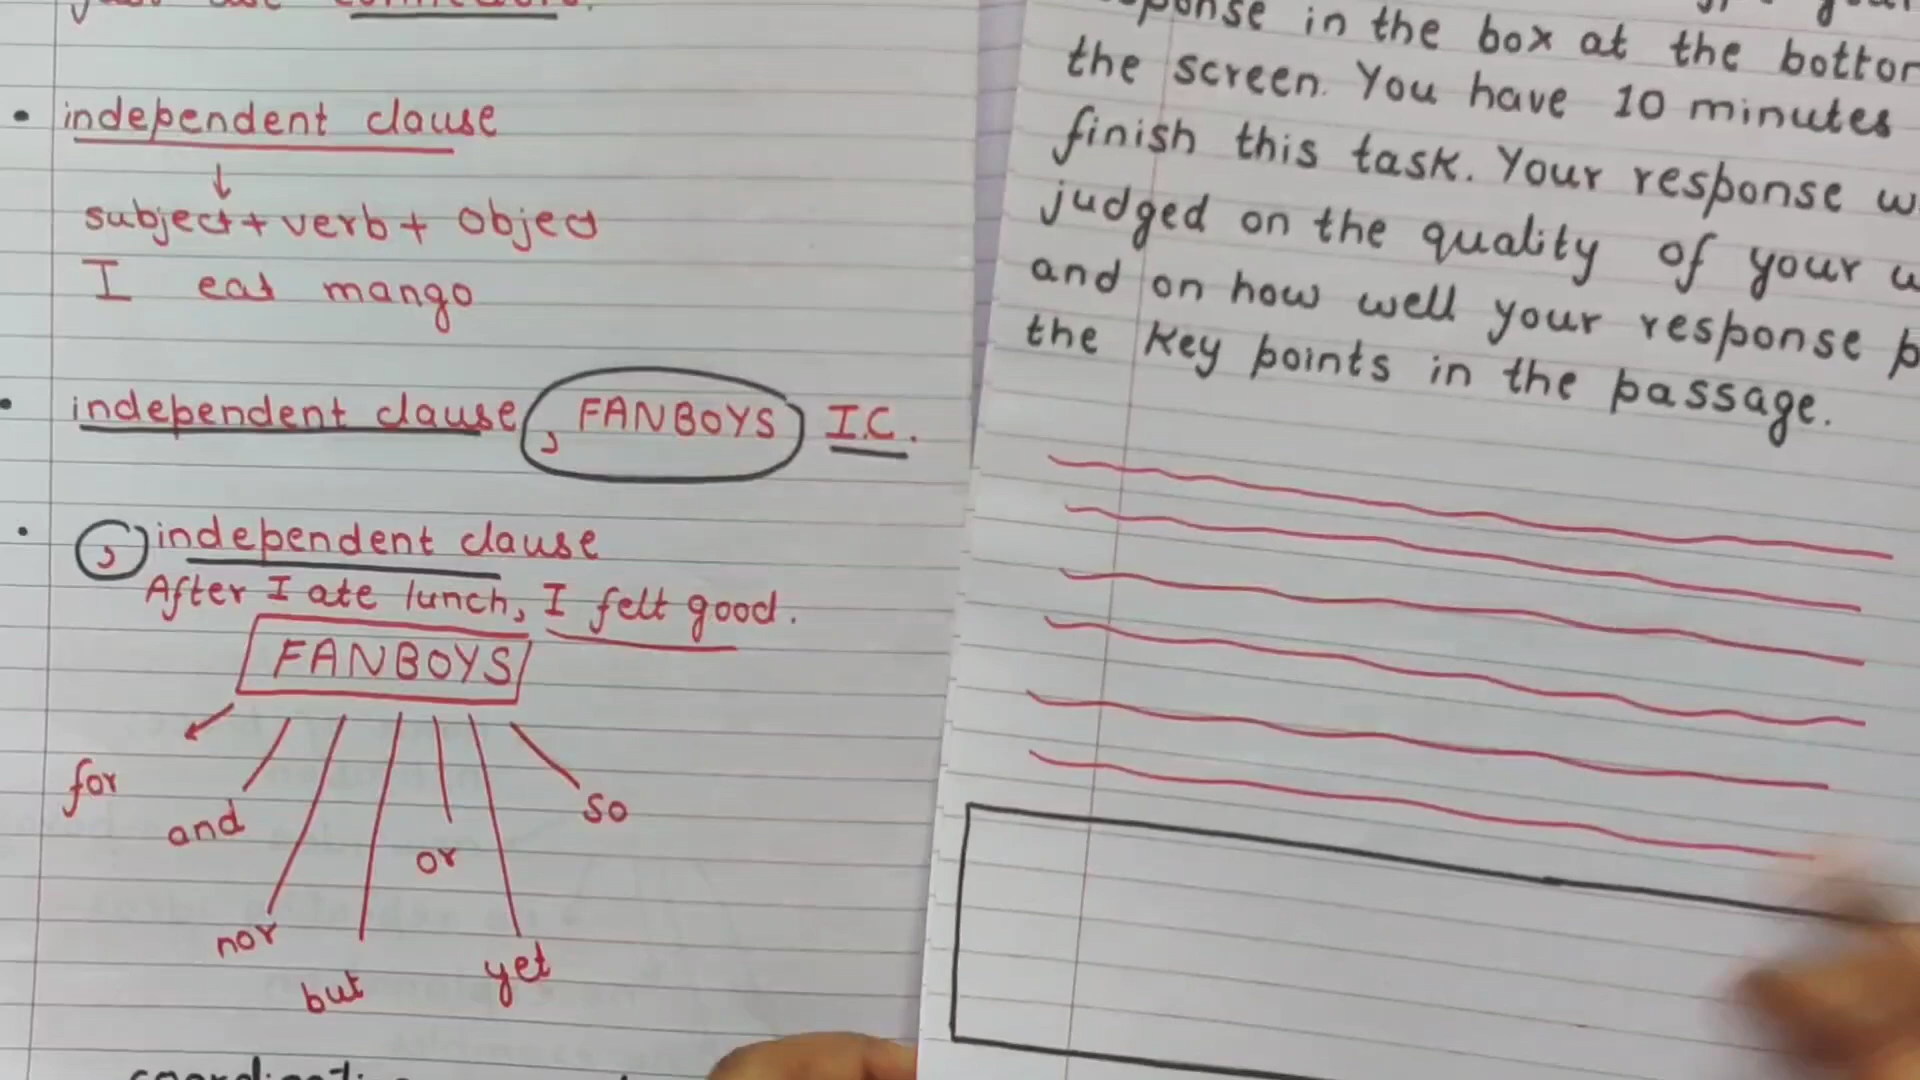 independent clause
subject + verb + object
I eat mango
independent clause, FANBOYS I.C.
, independent clause
After I ate lunch, I felt good.
FANBOYS
for
and
nor
but
or
yet
so
in the box at the
the screen. You have 10 minutes
finish this task. Your response
judged on the quality of your
and on how well your response
the key points in the passage.